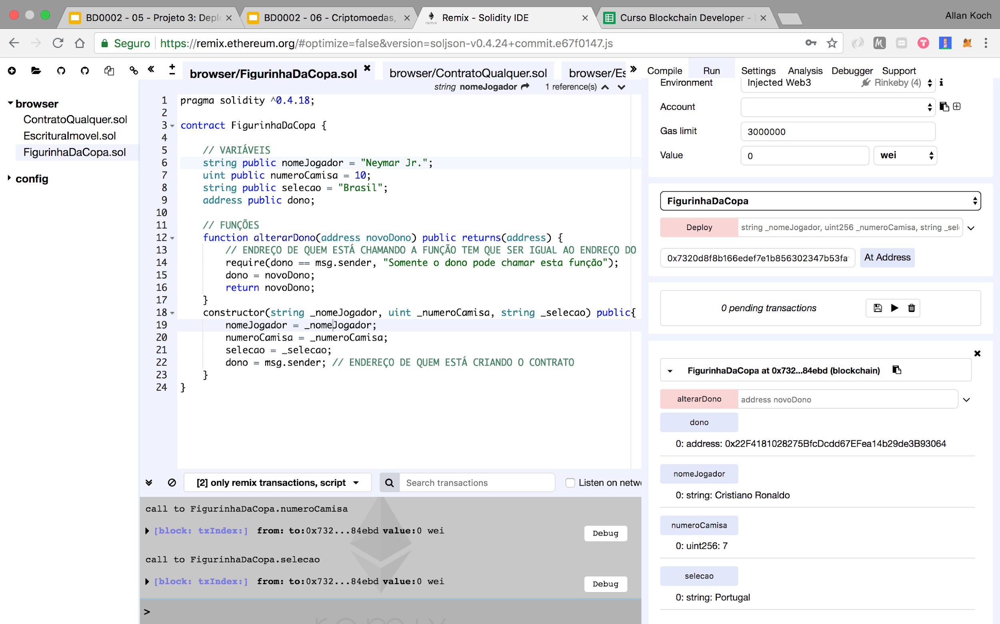 BD0002 - 05 - Projeto 3: Depl
BD0002 - 06 - Criptomoedas,
Remix - Solidity IDE
Curso Blockchain Developer -
Allan Koch
Seguro
https://remix.ethereum.org/#optimize=false&version=soljson-v0.4.24+commit.e67f0147.js
browser/FigurinhaDaCopa.sol
browser/ContratoQualquer.sol
browser/Es
Compile
Run
Settings
Analysis
Debugger
Support
string nomeJogador
1 reference(s)
browser
ContratoQualquer.sol
EscrituraImovel.sol
FigurinhaDaCopa.sol
config
1 pragma solidity ^0.4.18;
2
3 contract FigurinhaDaCopa {
4
5 // VARIÁVEIS
6 string public nomeJogador = "Neymar Jr.";
7 uint public numeroCamisa = 10;
8 string public selecao = "Brasil";
9 address public dono;
10
11 // FUNÇÕES
12 function alterarDono(address novoDono) public returns(address) {
13 // ENDREÇO DE QUEM ESTÁ CHAMANDO A FUNÇÃO TEM QUE SER IGUAL AO ENDREÇO DO
14 require(dono == msg.sender, "Somente o dono pode chamar esta função");
15 dono = novoDono;
16 return novoDono;
17 }
18 constructor(string _nomeJogador, uint _numeroCamisa, string _selecao) public{
19 nomeJogador = _nomeJogador;
20 numeroCamisa = _numeroCamisa;
21 selecao = _selecao;
22 dono = msg.sender; // ENDEREÇO DE QUEM ESTÁ CRIANDO O CONTRATO
23 }
24 }
[2] only remix transactions, script
Search transactions
Listen on netw
call to FigurinhaDaCopa.numeroCamisa
[block: txIndex:] from: to:0x732...84ebd value:0 wei
Debug
call to FigurinhaDaCopa.selecao
[block: txIndex:] from: to:0x732...84ebd value:0 wei
Debug
>
remix
Environment
Injected Web3
Rinkeby (4)
Account
Gas limit
3000000
Value
0
wei
FigurinhaDaCopa
Deploy
string _nomeJogador, uint256 _numeroCamisa, string _sel
0x7320d8f8b166edef7e1b856302347b53fa
At Address
0 pending transactions
FigurinhaDaCopa at 0x732...84ebd (blockchain)
alterarDono
address novoDono
dono
0: address: 0x22F4181028275BfcDcdd67EFea14b29de3B93064
nomeJogador
0: string: Cristiano Ronaldo
numeroCamisa
0: uint256: 7
selecao
0: string: Portugal